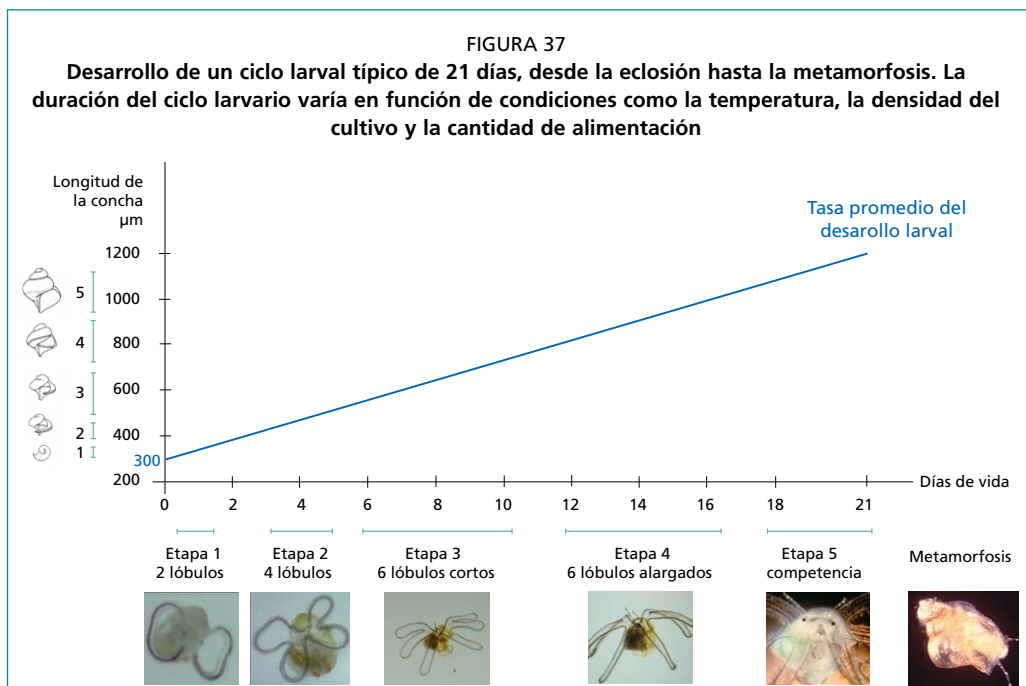 FIGURA 37
Desarrollo de un ciclo larval típico de 21 días, desde la eclosión hasta la metamorfosis. La
duración del ciclo larvario varía en función de condiciones como la temperatura, la densidad del
cultivo y la cantidad de alimentación
Longitud de
la concha
µm
Tasa promedio del
desarollo larval
1200
5
1000
4
800
3
600
2
400
1
300
200
0 2 4 6 8 10 12 14 16 18 21
Días de vida
Etapa 1
2 lóbulos
Etapa 2
4 lóbulos
Etapa 3
6 lóbulos cortos
Etapa 4
6 lóbulos alargados
Etapa 5
competencia
Metamorfosis